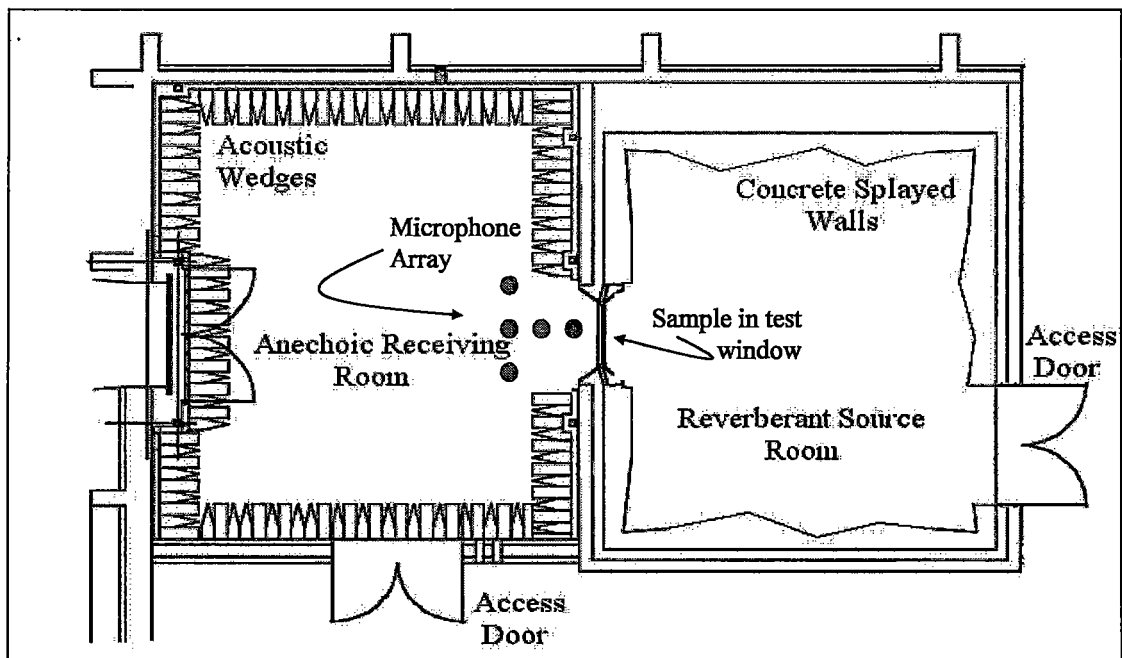 Acoustic
Wedges
Concrete Splayed
Walls
Microphone
Array
Sample in test
window
Anechoic Receiving
Room
Access
Door
Reverberant Source
Room
Access
Door